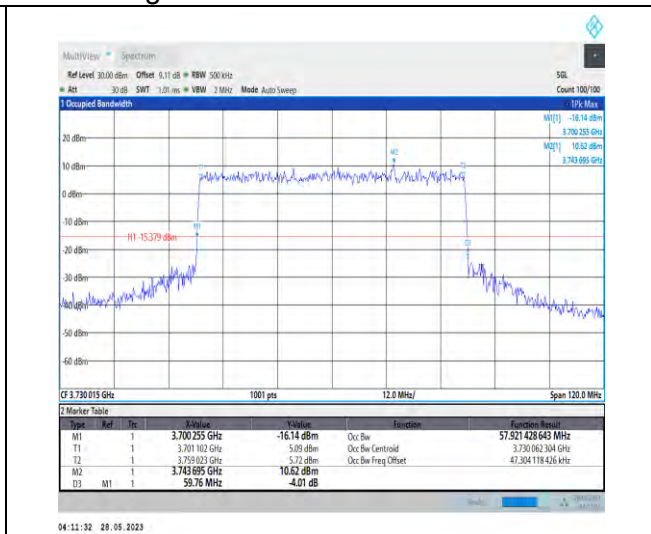 MultiView Spectrum
Ref Level 30.00 dBm Offset 9.11 dB RBW 500 kHz SGL
Att 30 dB SWT 1.01 ms VBW 2 MHz Mode Auto Sweep Count 100/100
1 Occupied Bandwidth 1Pk Max
M1[1] -16.14 dBm
3.700 255 GHz
M2[1] 10.62 dBm
3.743 695 GHz
20 dBm
10 dBm
0 dBm
-10 dBm
-20 dBm
-30 dBm
-40 dBm
-50 dBm
-60 dBm
M2
T1
T2
M1
H1 -15.379 dBm
D3
CF 3.730 015 GHz 1001 pts 12.0 MHz/ Span 120.0 MHz
2 Marker Table
Type Ref Trc X-Value Y-Value Function Function Result
M1 1 3.700 255 GHz -16.14 dBm Occ Bw 57.921 428 643 MHz
T1 1 3.701 102 GHz 5.09 dBm Occ Bw Centroid 3.730 062 304 GHz
T2 1 3.759 023 GHz 5.72 dBm Occ Bw Freq Offset 47.304 118 426 kHz
M2 1 3.743 695 GHz 10.62 dBm
D3 M1 1 59.76 MHz -4.01 dB
04:11:32 28.05.2023